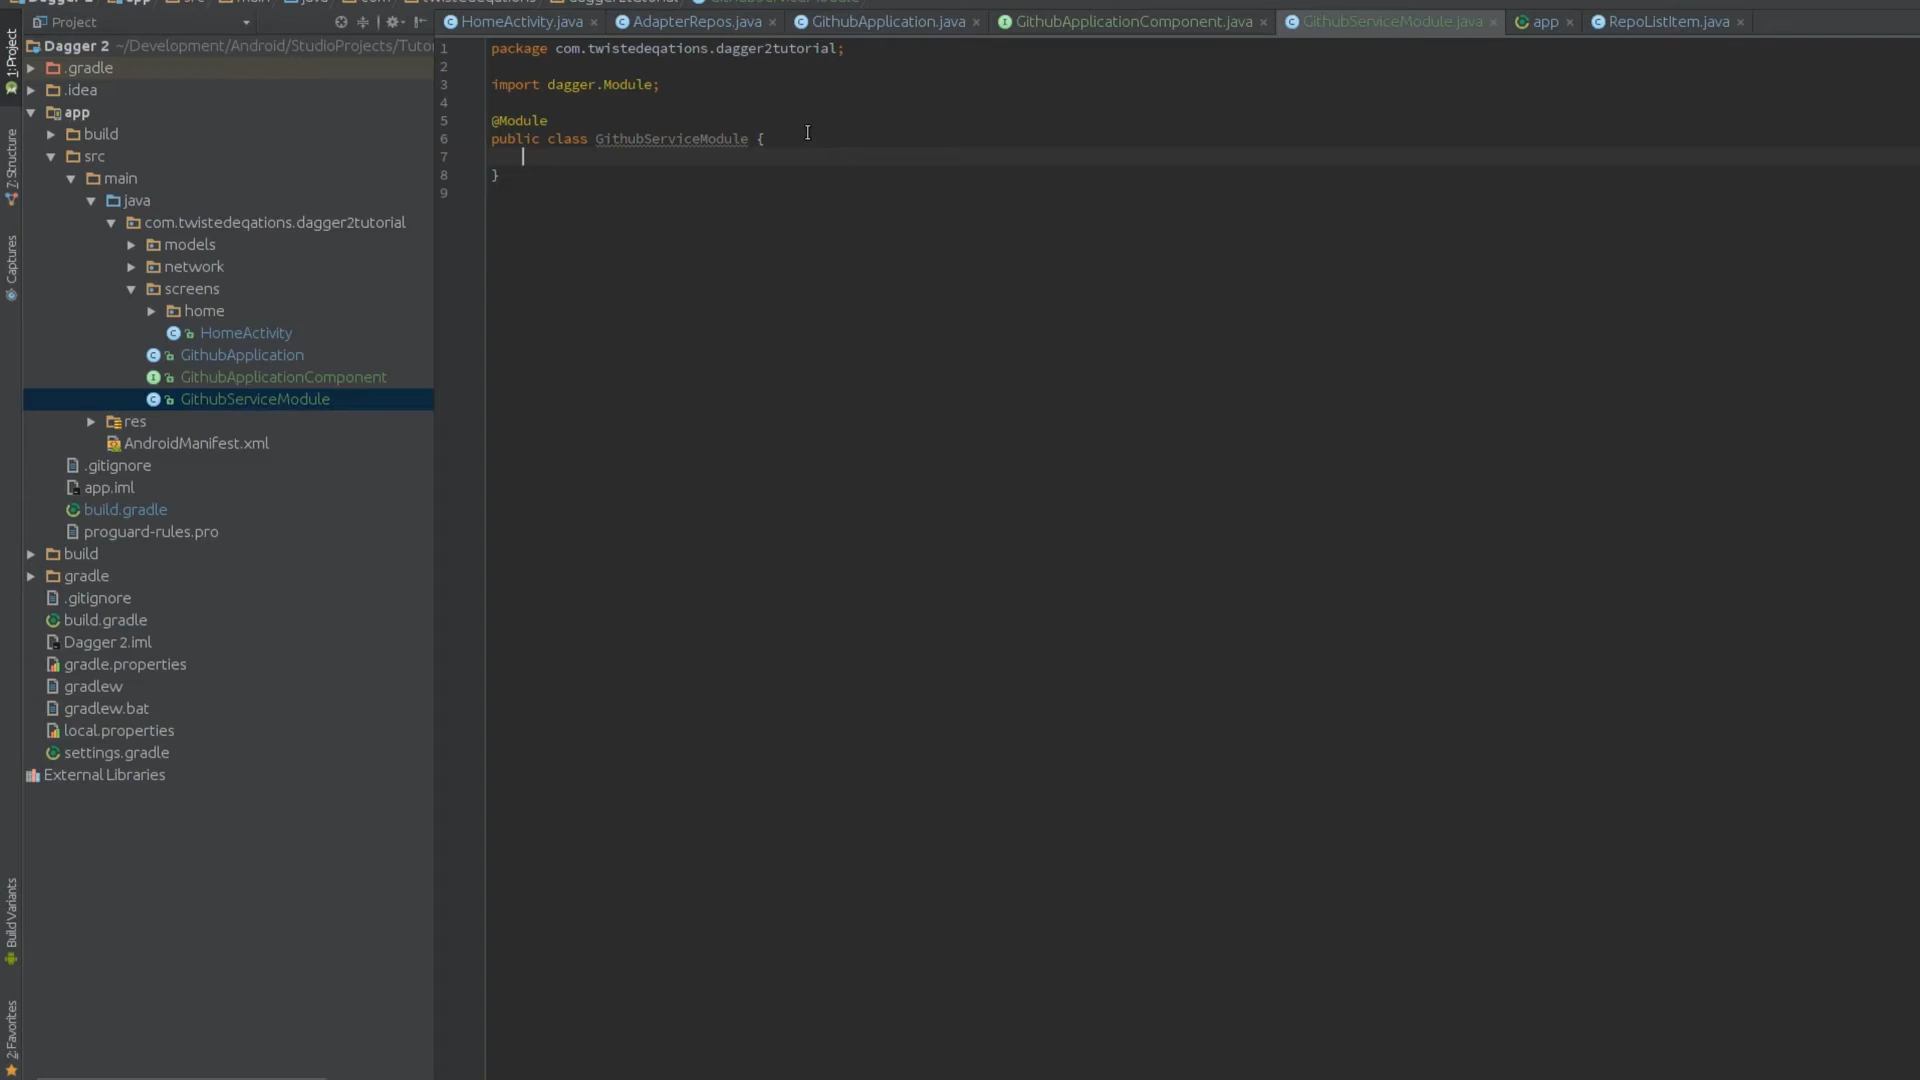 Project
HomeActivity.java
AdapterRepos.java
GithubApplication.java
GithubApplicationComponent.java
GithubServiceModule.java
app
RepoListItem.java
1:Project
Z: Structure
Captures
Build Variants
2:Favorites
Dagger 2 ~/Development/Android/StudioProjects/Tuto
.gradle
.idea
app
build
src
main
java
com.twistedeqations.dagger2tutorial
models
network
screens
home
HomeActivity
GithubApplication
GithubApplicationComponent
GithubServiceModule
res
AndroidManifest.xml
.gitignore
app.iml
build.gradle
proguard-rules.pro
build
gradle
.gitignore
build.gradle
Dagger 2.iml
gradle.properties
gradlew
gradlew.bat
local.properties
settings.gradle
External Libraries
1 package com.twistedeqations.dagger2tutorial;
2
3 import dagger.Module;
4
5 @Module
6 public class GithubServiceModule {
7
8 }
9